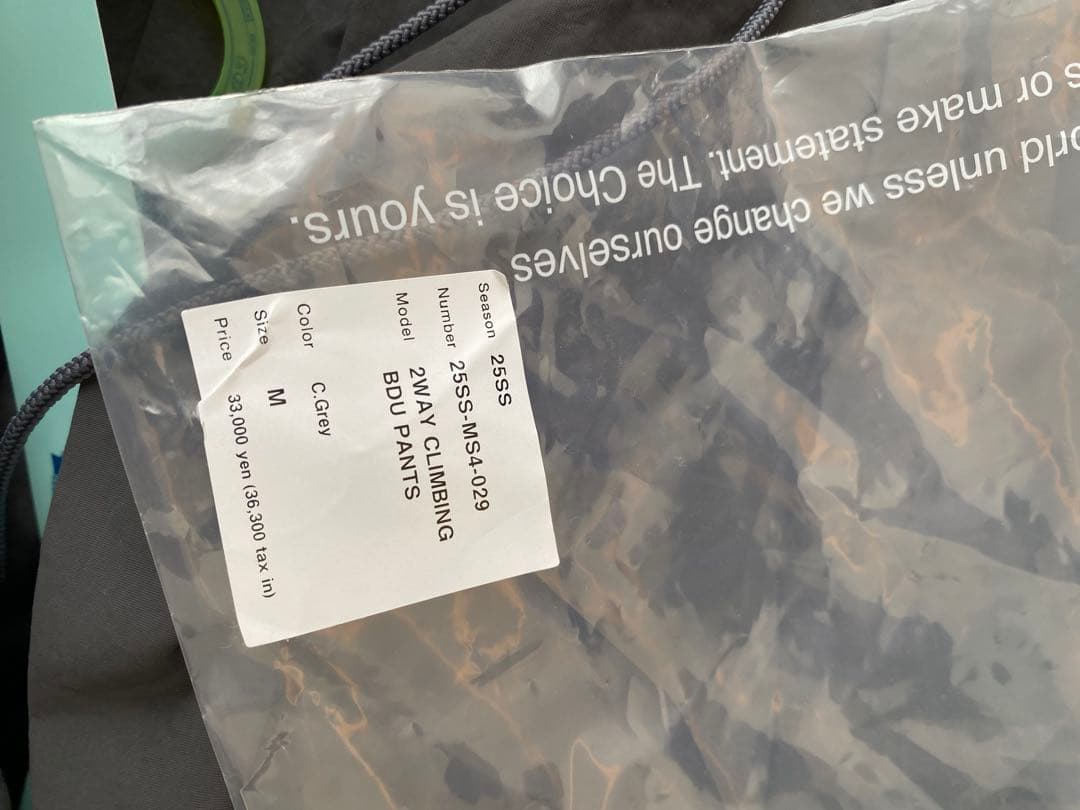 Season 25SS
Number 25SS-MS4-029
Model 2WAY CLIMBING
BDU PANTS
Color C.Grey
Size M
Price 33,000 yen (36,300 tax in)
unless we change ourselves
or make statement. The Choice is yours.